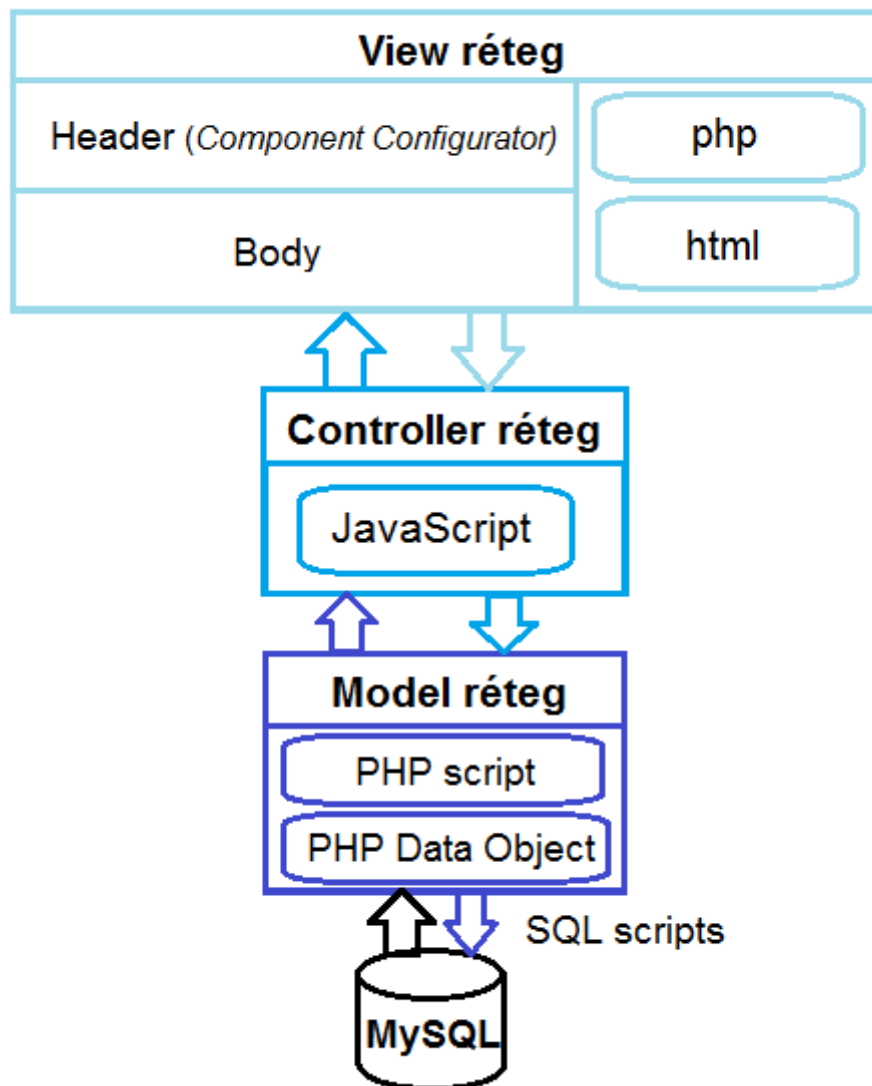 View réteg
Header (Component Configurator)
php
Body
html
Controller réteg
JavaScript
Model réteg
PHP script
PHP Data Object
SQL scripts
MySQL